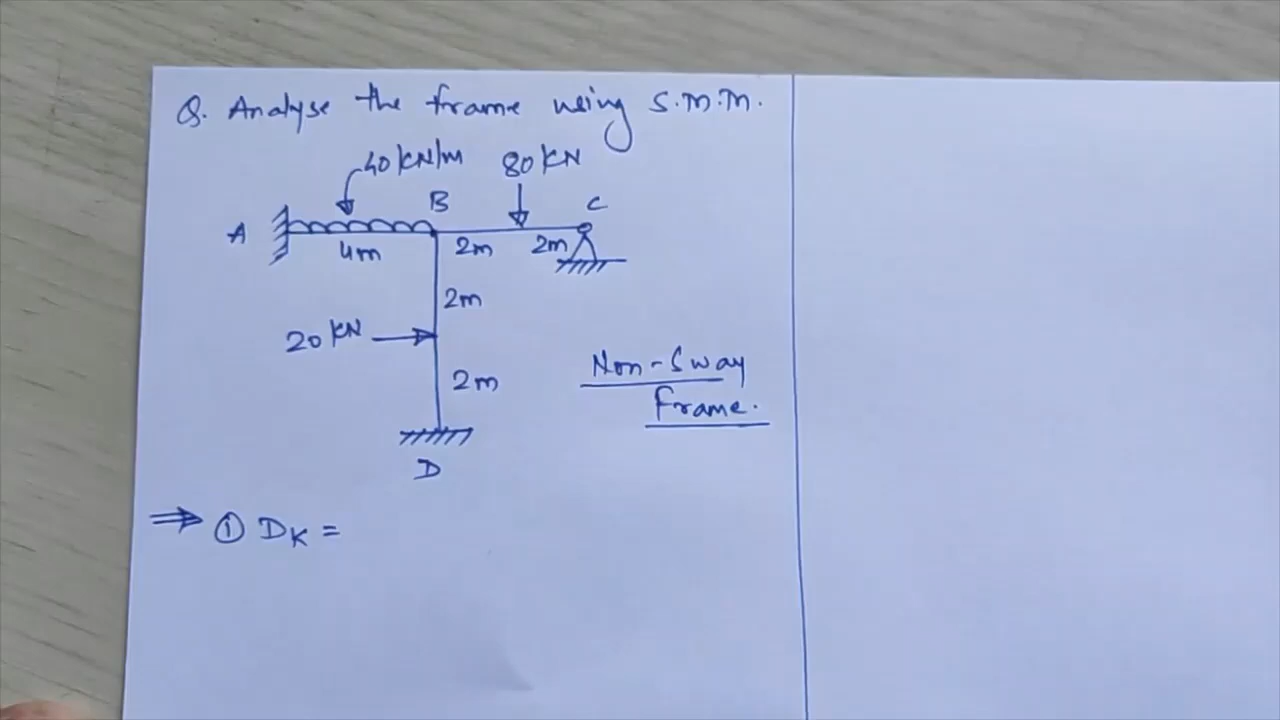 Q. Analyse the frame using S.M.M.
40 KN/m
80 KN
A
B
C
4m
2m
2m
2m
20 KN
2m
Non-Sway
Frame.
D
⇒ ① DK =